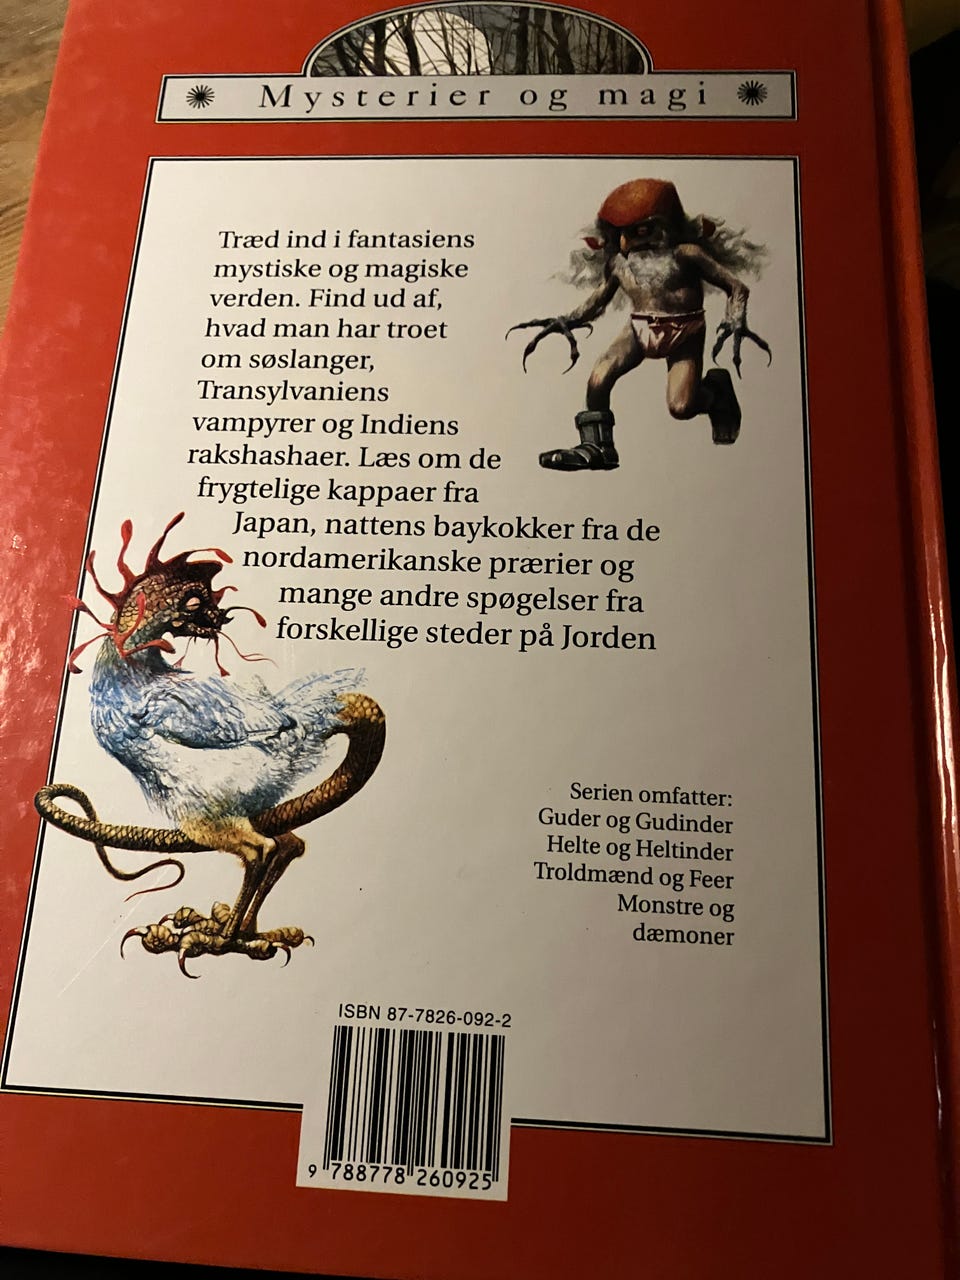 Mysterier og magi
Træd ind i fantasiens
mystiske og magiske
verden. Find ud af,
hvad man har troet
om søslanger,
Transylvaniens
vampyrer og Indiens
rakshashaer. Læs om de
frygtelige kappaer fra
Japan, nattens baykokker fra de
nordamerikanske prærier og
mange andre spøgelser fra
forskellige steder på Jorden
Serien omfatter:
Guder og Gudinder
Helte og Heltinder
Troldmænd og Feer
Monstre og
dæmoner
ISBN 87-7826-092-2
9 788778 260925